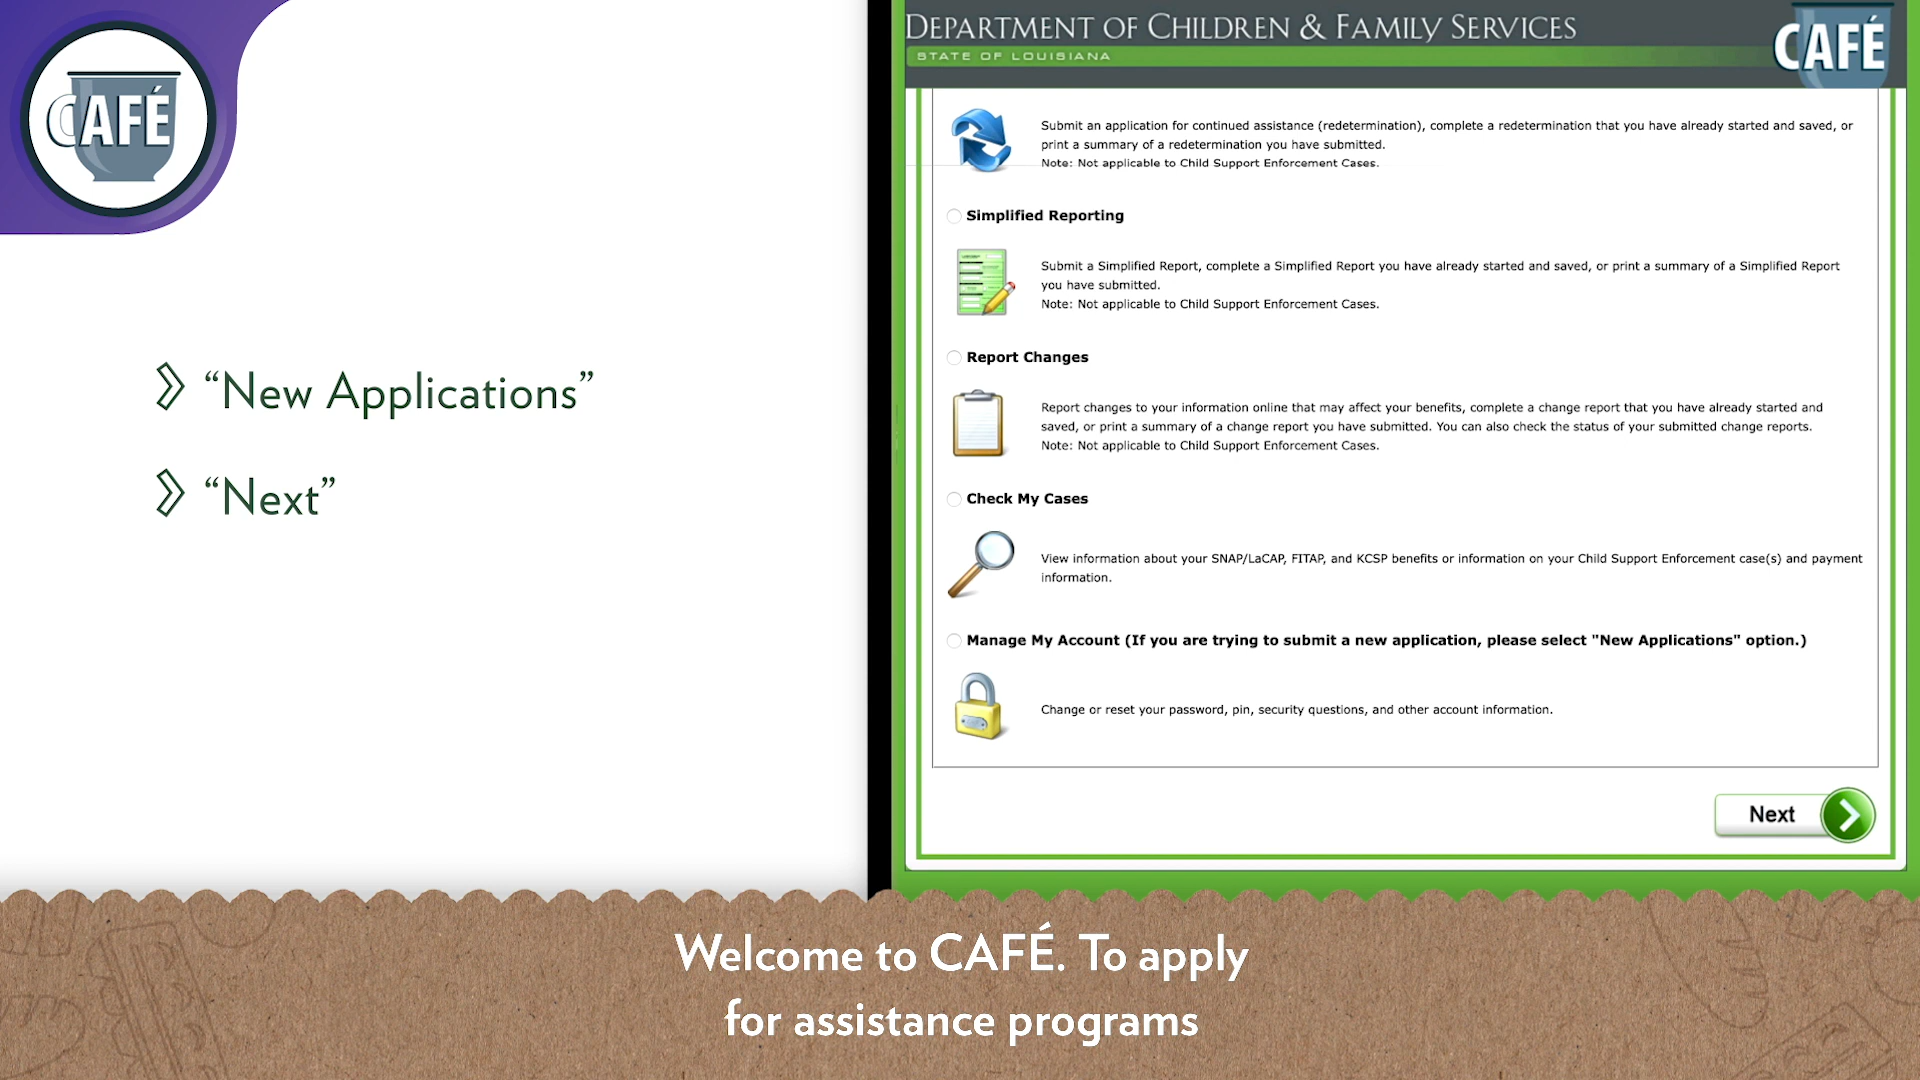 CAFÉ
“New Applications”
“Next”
DEPARTMENT OF CHILDREN & FAMILY SERVICES
STATE OF LOUISIANA
CAFÉ
Submit an application for continued assistance (redetermination), complete a redetermination that you have already started and saved, or
print a summary of a redetermination you have submitted.
Note: Not applicable to Child Support Enforcement Cases.
Simplified Reporting
Submit a Simplified Report, complete a Simplified Report you have already started and saved, or print a summary of a Simplified Report
you have submitted.
Note: Not applicable to Child Support Enforcement Cases.
Report Changes
Report changes to your information online that may affect your benefits, complete a change report that you have already started and
saved, or print a summary of a change report you have submitted. You can also check the status of your submitted change reports.
Note: Not applicable to Child Support Enforcement Cases.
Check My Cases
View information about your SNAP/LaCAP, FITAP, and KCSP benefits or information on your Child Support Enforcement case(s) and payment
information.
Manage My Account (If you are trying to submit a new application, please select "New Applications" option.)
Change or reset your password, pin, security questions, and other account information.
Next
Welcome to CAFÉ. To apply
for assistance programs